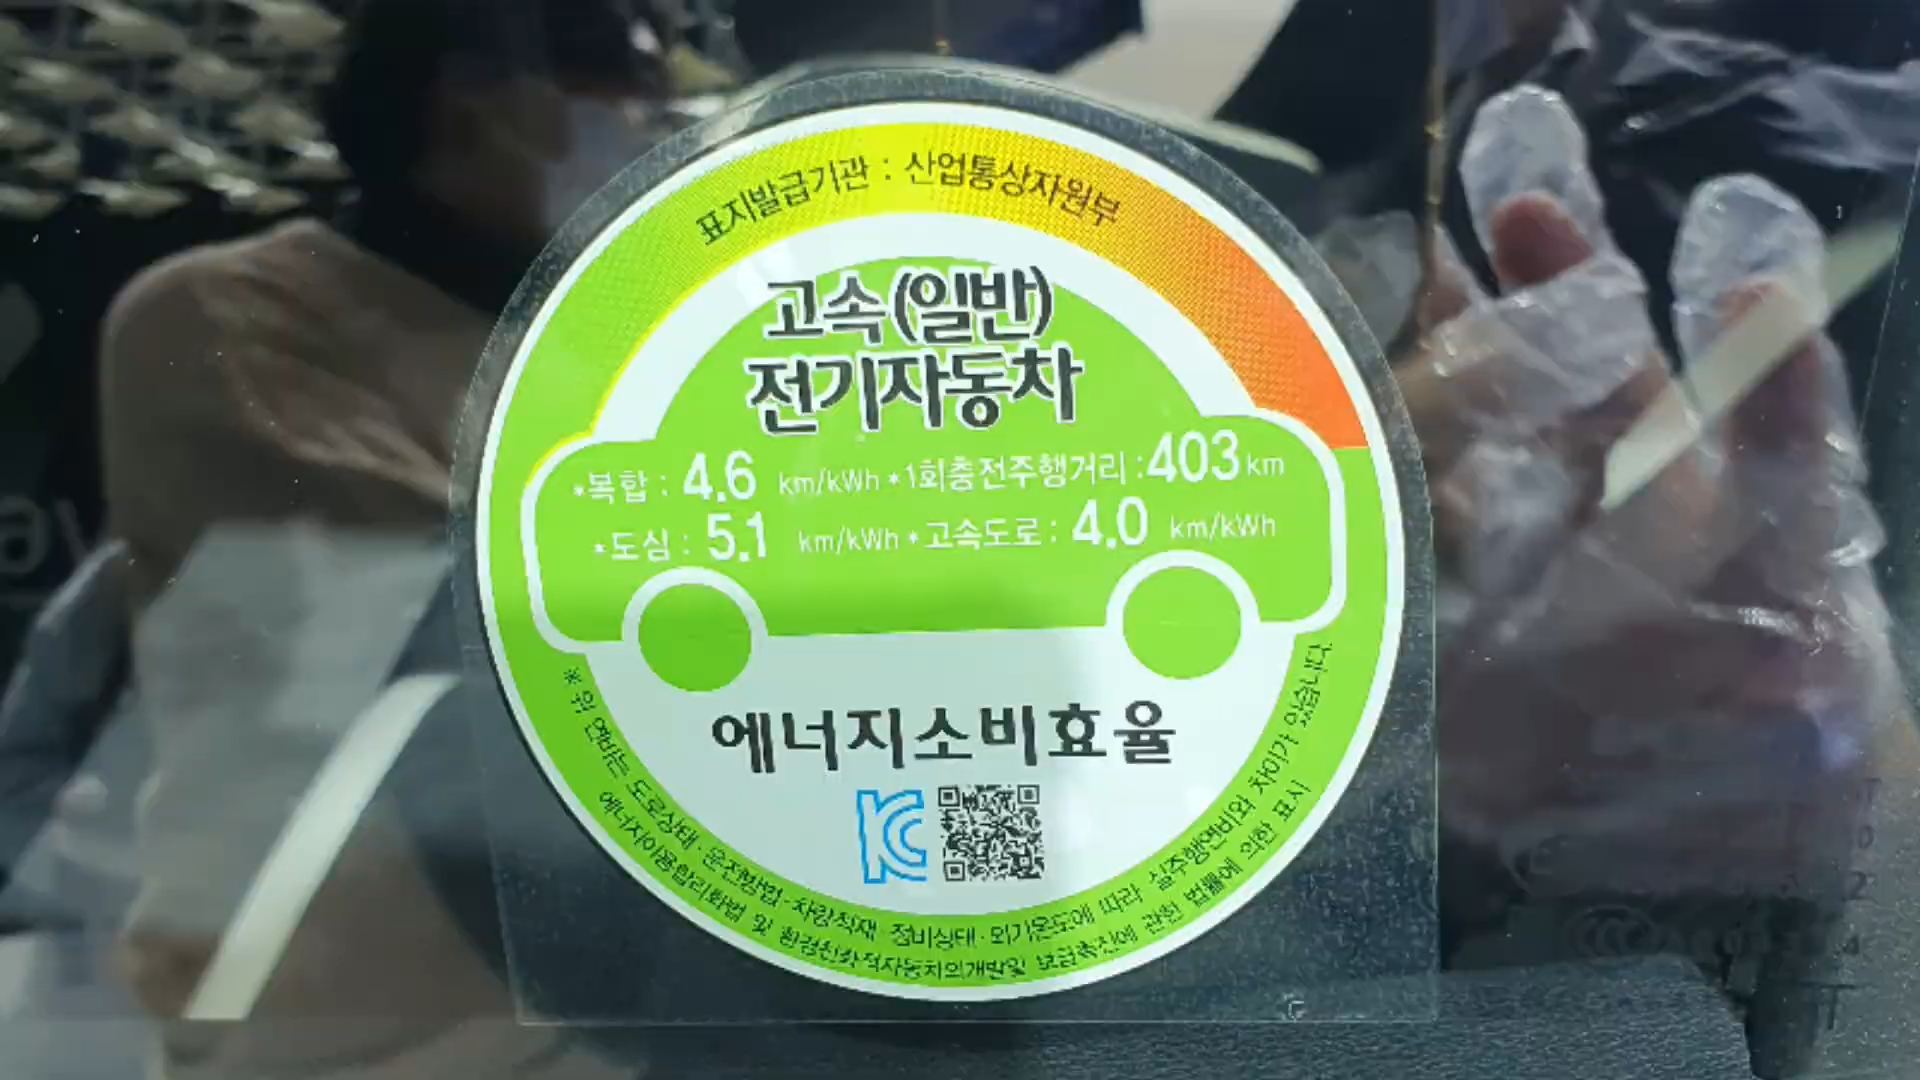 표지발급기관 : 산업통상자원부
고속(일반)
전기자동차
*복합 : 4.6 km/kWh *1회충전주행거리 : 403 km
*도심 : 5.1 km/kWh *고속도로 : 4.0 km/kWh
에너지소비효율
※ 위 연비는 도로상태·운전방법·차량적재·정비상태·외기온도에 따라 실주행연비와 차이가 있습니다.
에너지이용합리화법 및 환경친화적자동차의개발및 보급촉진에 관한 법률에 의한 표시